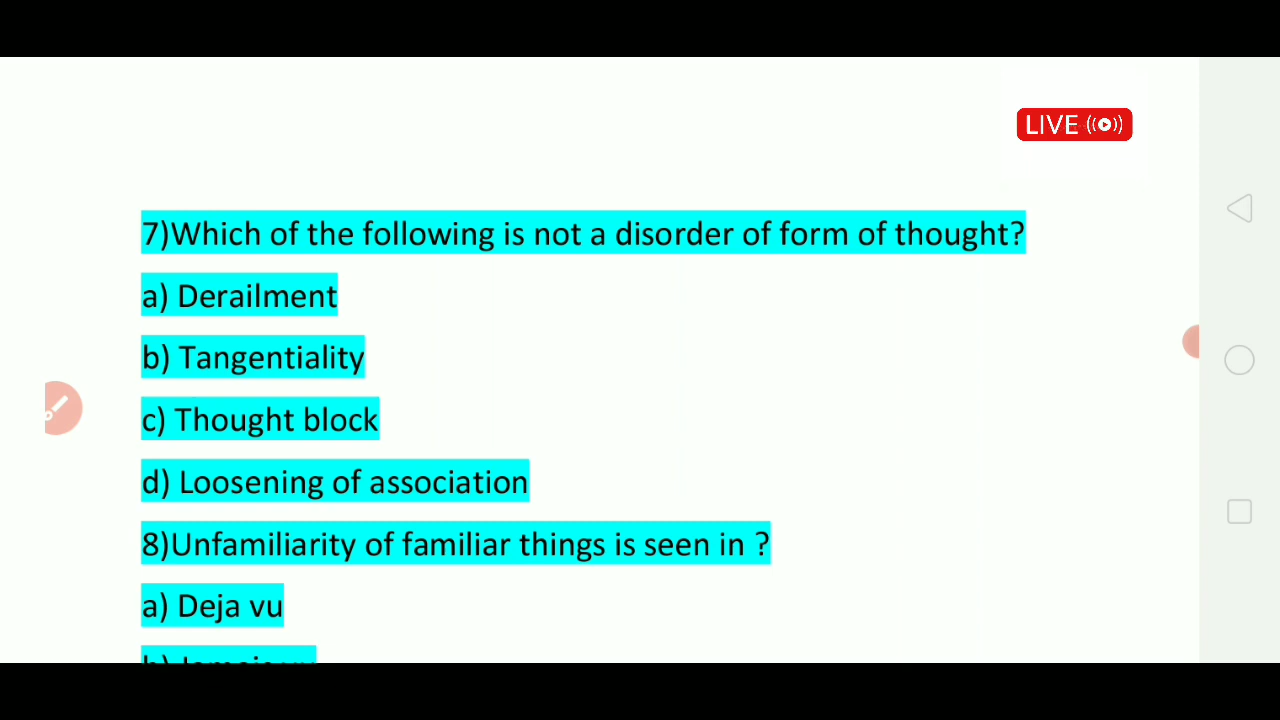 LIVE
7)Which of the following is not a disorder of form of thought?
a) Derailment
b) Tangentiality
c) Thought block
d) Loosening of association
8)Unfamiliarity of familiar things is seen in ?
a) Deja vu